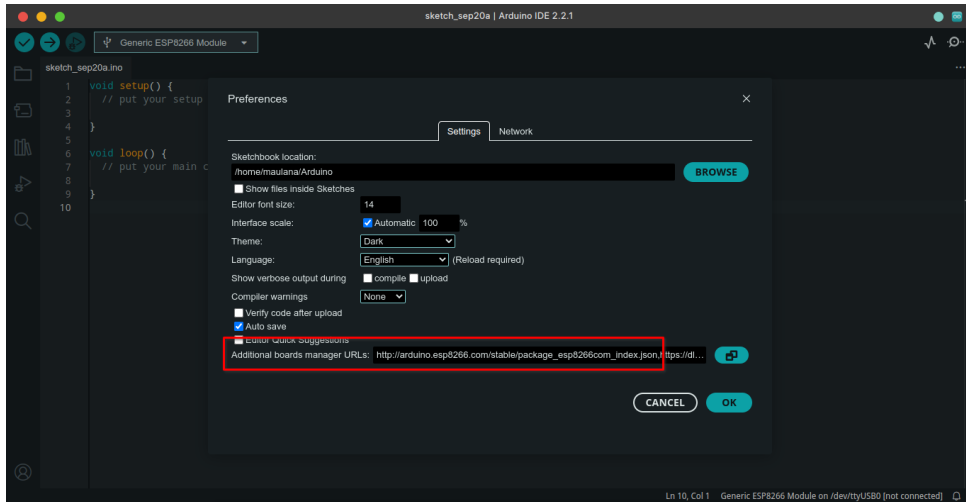 sketch_sep20a | Arduino IDE 2.2.1
Generic ESP8266 Module
sketch_sep20a.ino
1 void setup() {
2 // put your setup
3
4 }
5
6 void loop() {
7 // put your main c
8
9 }
10
Preferences
Settings Network
Sketchbook location:
/home/maulana/Arduino BROWSE
Show files inside Sketches
Editor font size: 14
Interface scale: Automatic 100 %
Theme: Dark
Language: English (Reload required)
Show verbose output during compile upload
Compiler warnings None
Verify code after upload
Auto save
Editor Quick Suggestions
Additional boards manager URLs: http://arduino.esp8266.com/stable/package_esp8266com_index.json,https://dl...
CANCEL OK
Ln 10, Col 1 Generic ESP8266 Module on /dev/ttyUSB0 [not connected]